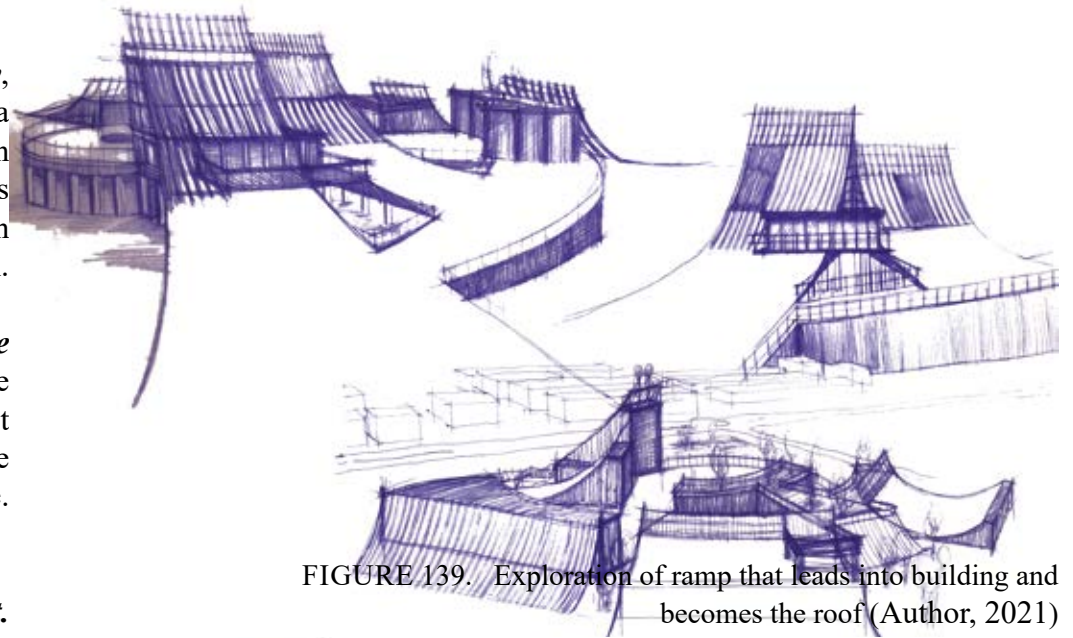 FIGURE 139. Exploration of ramp that leads into building and
becomes the roof (Author, 2021)